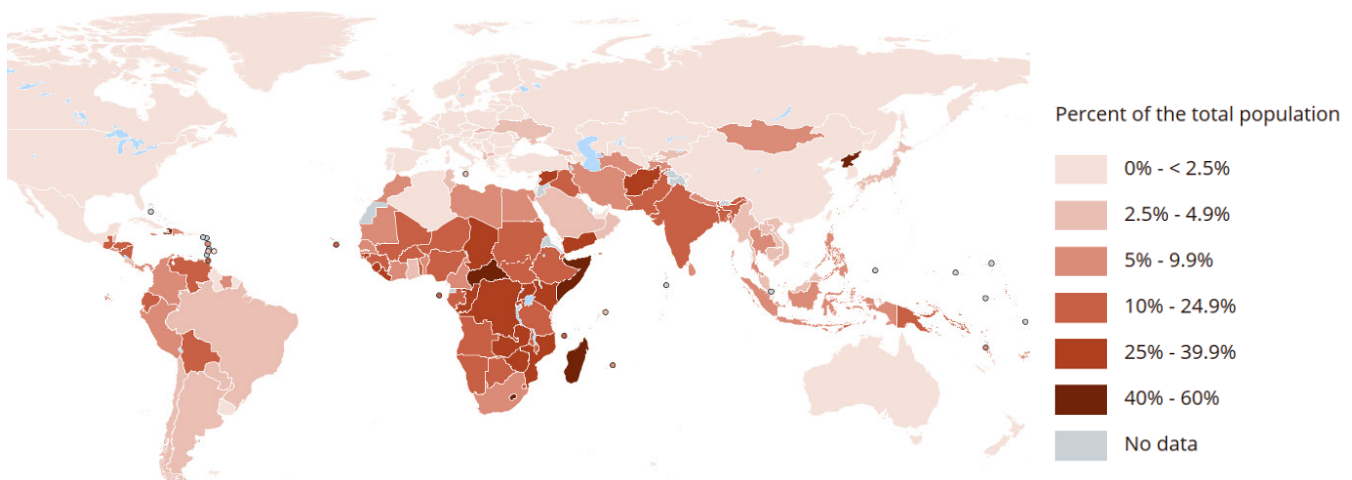 Percent of the total population
0% - < 2.5%
2.5% - 4.9%
5% - 9.9%
10% - 24.9%
25% - 39.9%
40% - 60%
No data